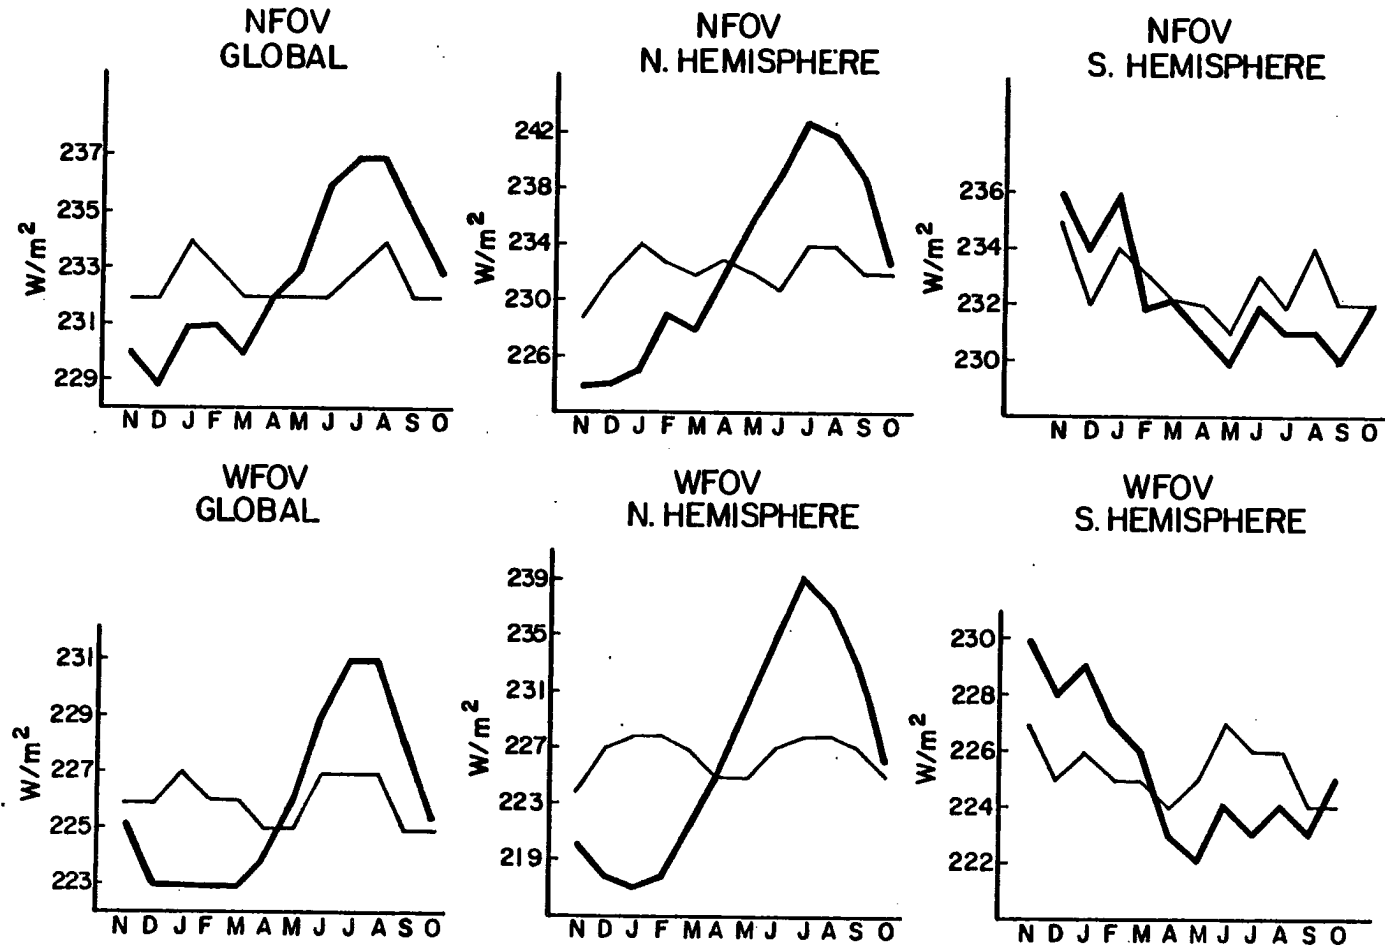 NFOV
GLOBAL
W/m²
237
235
233
231
229
N D J F M A M J J A S O
NFOV
N. HEMISPHERE
W/m²
242
238
234
230
226
N D J F M A M J J A S O
NFOV
S. HEMISPHERE
W/m²
236
234
232
230
N D J F M A M J J A S O
WFOV
GLOBAL
W/m²
231
229
227
225
223
N D J F M A M J J A S O
WFOV
N. HEMISPHERE
W/m²
239
235
231
227
223
219
N D J F M A M J J A S O
WFOV
S. HEMISPHERE
W/m²
230
228
226
224
222
N D J F M A M J J A S O